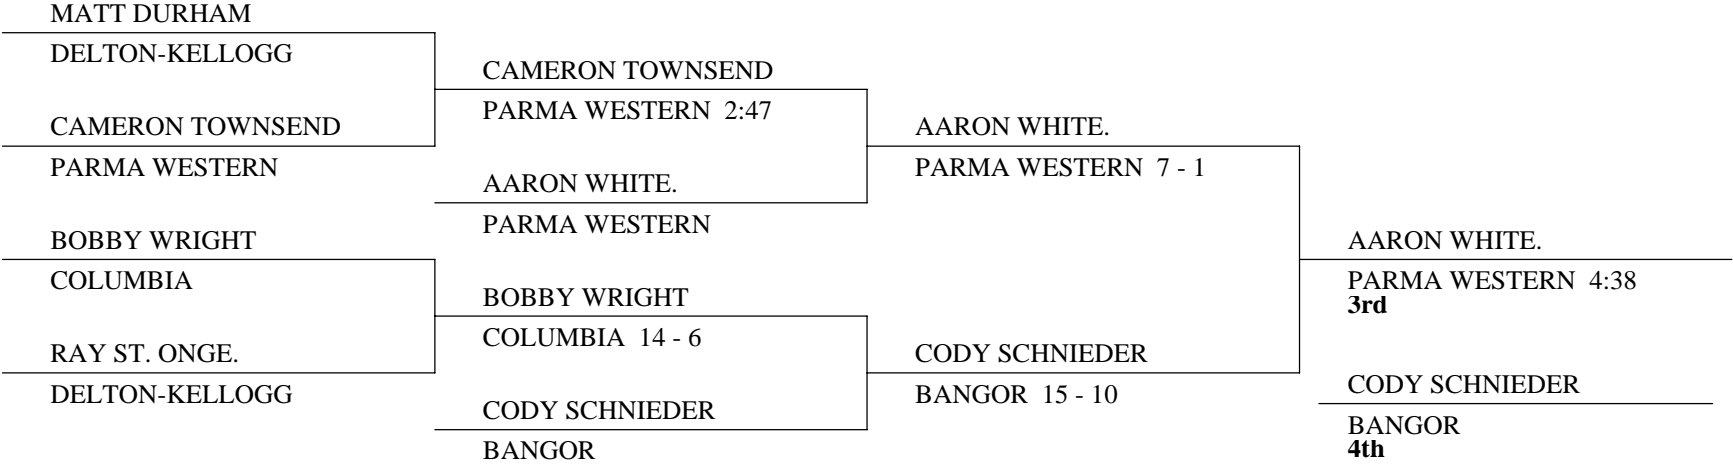 MATT DURHAM
DELTON-KELLOGG
CAMERON TOWNSEND
PARMA WESTERN
BOBBY WRIGHT
COLUMBIA
RAY ST. ONGE.
DELTON-KELLOGG
CAMERON TOWNSEND
PARMA WESTERN 2:47
AARON WHITE.
PARMA WESTERN
BOBBY WRIGHT
COLUMBIA 14 - 6
CODY SCHNIEDER
BANGOR
AARON WHITE.
PARMA WESTERN 7 - 1
CODY SCHNIEDER
BANGOR 15 - 10
AARON WHITE.
PARMA WESTERN 4:38
3rd
CODY SCHNIEDER
BANGOR
4th